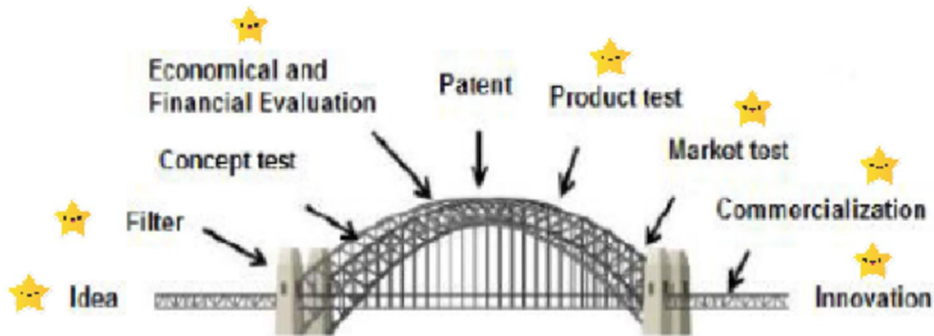 Economical and
Financial Evaluation
Patent
Product test
Concept test
Market test
Filter
Commercialization
Idea
Innovation